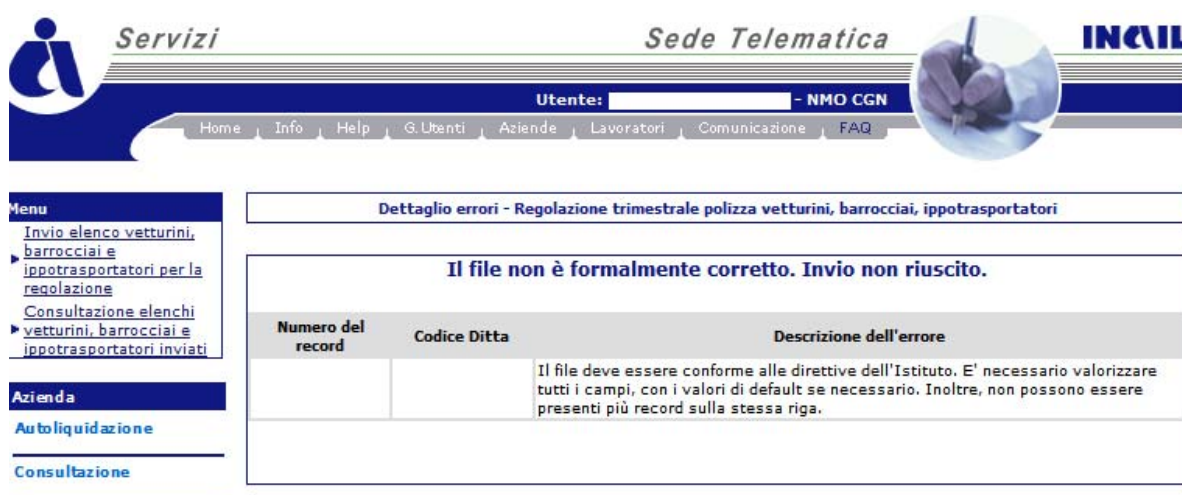 Servizi
Sede Telematica
INAIL
Utente: - NMO CGN
Home Info Help G.Utenti Aziende Lavoratori Comunicazione FAQ
Menu
Invio elenco vetturini,
barrocciai e
ippotrasportatori per la
regolazione
Consultazione elenchi
vetturini, barrocciai e
ippotrasportatori inviati
Azienda
Autoliquidazione
Consultazione
Dettaglio errori - Regolazione trimestrale polizza vetturini, barrocciai, ippotrasportatori
Il file non è formalmente corretto. Invio non riuscito.
Numero del
record
Codice Ditta
Descrizione dell'errore
Il file deve essere conforme alle direttive dell'Istituto. E' necessario valorizzare
tutti i campi, con i valori di default se necessario. Inoltre, non possono essere
presenti più record sulla stessa riga.